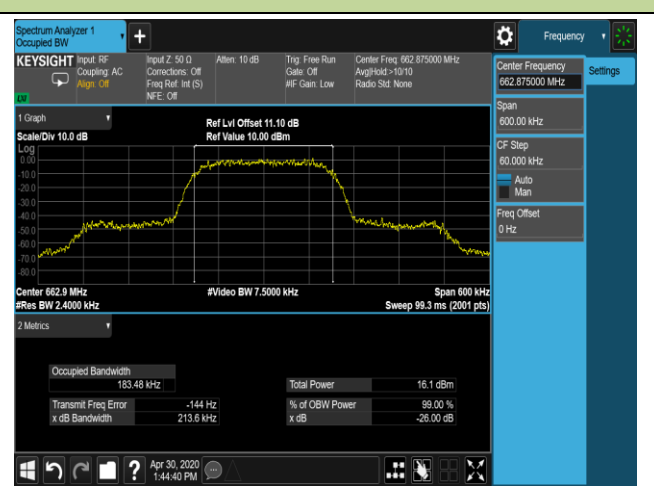 Spectrum Analyzer 1
Occupied BW
Frequency
KEYSIGHT
Input: RF
Coupling: AC
Align: Off
Input Z: 50 Ω
Corrections: Off
Freq Ref: Int (S)
NFE: Off
Atten: 10 dB
Trig: Free Run
Gate: Off
#IF Gain: Low
Center Freq: 662.875000 MHz
Avg|Hold:>10/10
Radio Std: None
Center Frequency
662.875000 MHz
Settings
Span
600.00 kHz
CF Step
60.000 kHz
Auto
Man
Freq Offset
0 Hz
1 Graph
Scale/Div 10.0 dB
Ref Lvl Offset 11.10 dB
Ref Value 10.00 dBm
Log
0.00
-10.0
-20.0
-30.0
-40.0
-50.0
-60.0
-70.0
-80.0
Center 662.9 MHz
#Video BW 7.5000 kHz
Span 600 kHz
#Res BW 2.4000 kHz
Sweep 99.3 ms (2001 pts)
2 Metrics
Occupied Bandwidth
183.48 kHz
Total Power 16.1 dBm
Transmit Freq Error -144 Hz
% of OBW Power 99.00 %
x dB Bandwidth 213.6 kHz
x dB -26.00 dB
?
Apr 30, 2020
1:44:40 PM